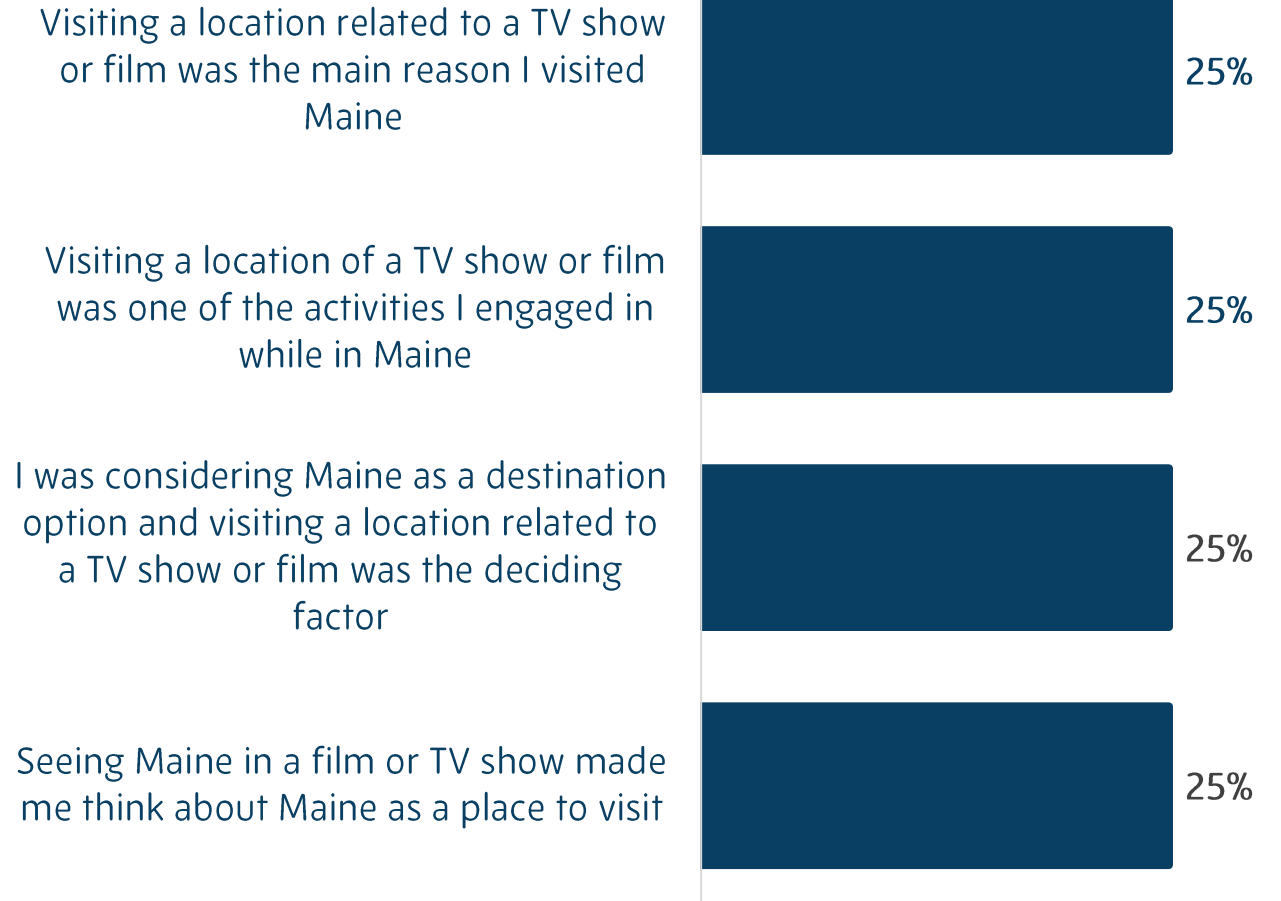 Visiting a location related to a TV show
or film was the main reason I visited
Maine
25%
Visiting a location of a TV show or film
was one of the activities I engaged in
while in Maine
25%
I was considering Maine as a destination
option and visiting a location related to
a TV show or film was the deciding
factor
25%
Seeing Maine in a film or TV show made
me think about Maine as a place to visit
25%